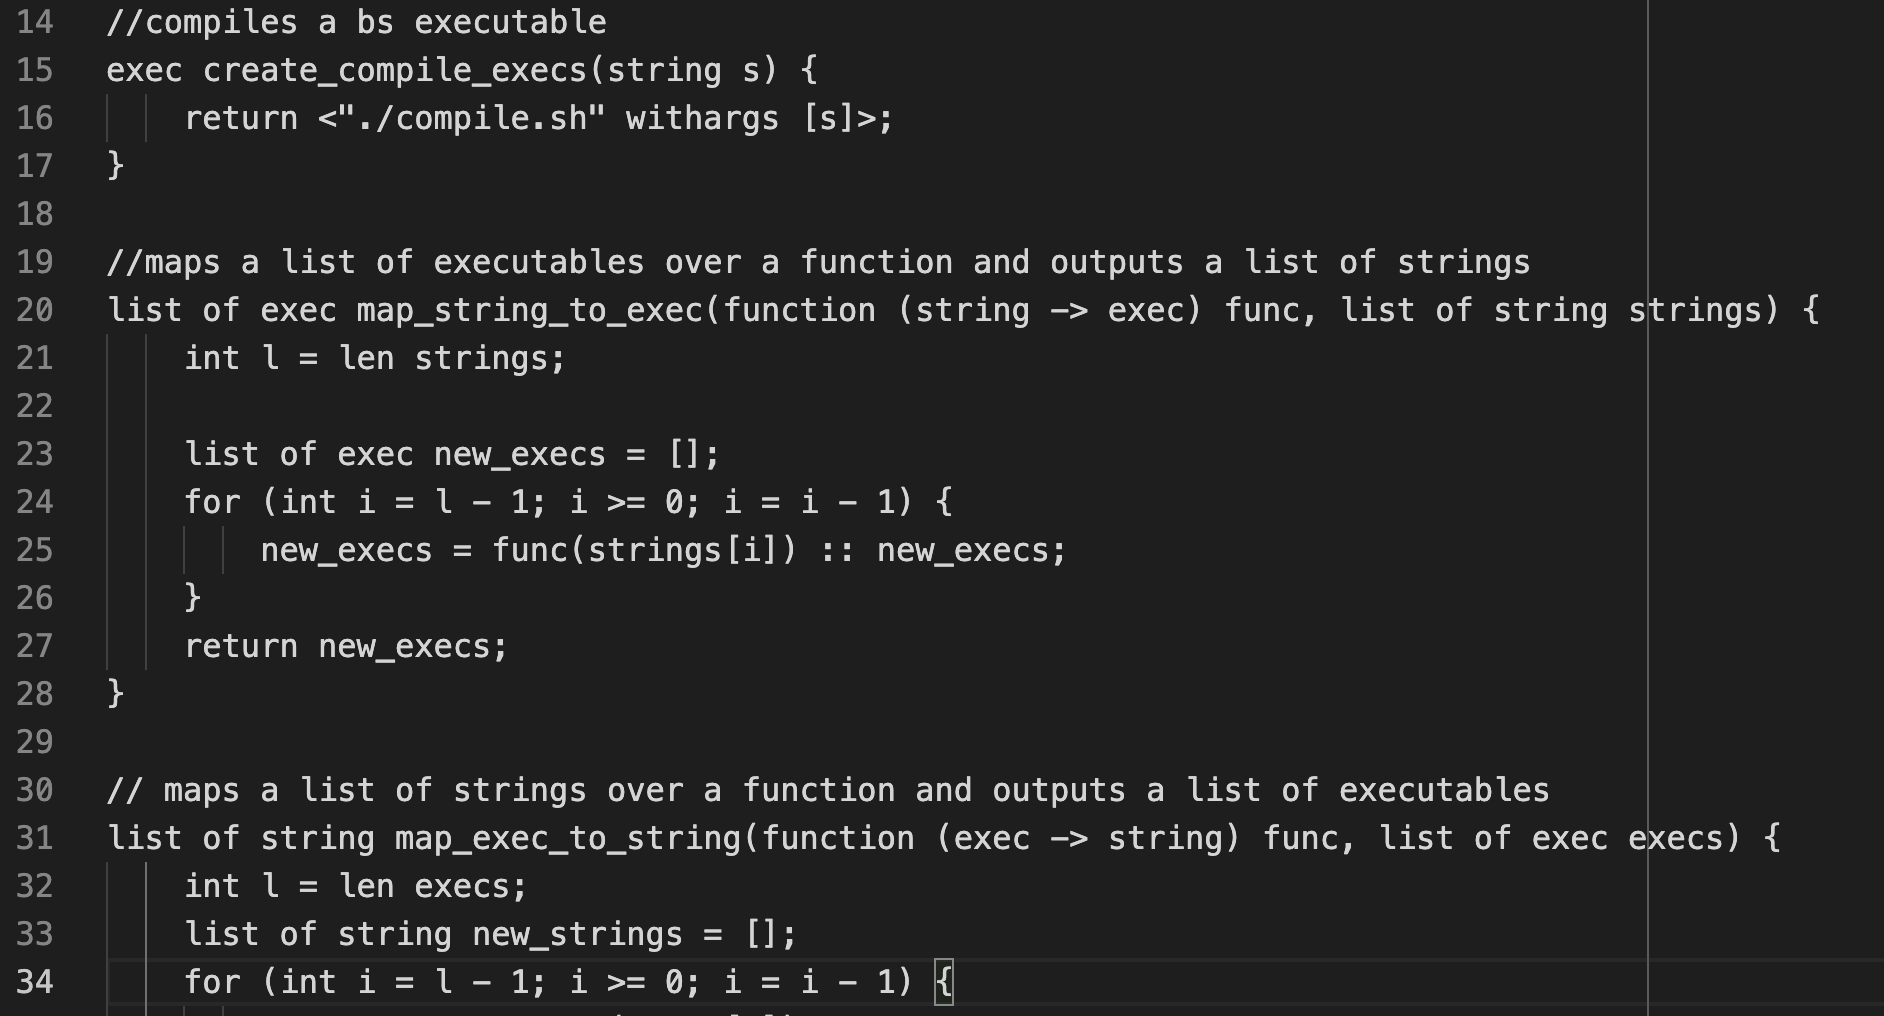 14 //compiles a bs executable
15 exec create_compile_execs(string s) {
16 return <"./compile.sh" withargs [s]>;
17 }
18
19 //maps a list of executables over a function and outputs a list of strings
20 list of exec map_string_to_exec(function (string -> exec) func, list of string strings) {
21 int l = len strings;
22
23 list of exec new_execs = [];
24 for (int i = l - 1; i >= 0; i = i - 1) {
25 new_execs = func(strings[i]) :: new_execs;
26 }
27 return new_execs;
28 }
29
30 // maps a list of strings over a function and outputs a list of executables
31 list of string map_exec_to_string(function (exec -> string) func, list of exec execs) {
32 int l = len execs;
33 list of string new_strings = [];
34 for (int i = l - 1; i >= 0; i = i - 1) {